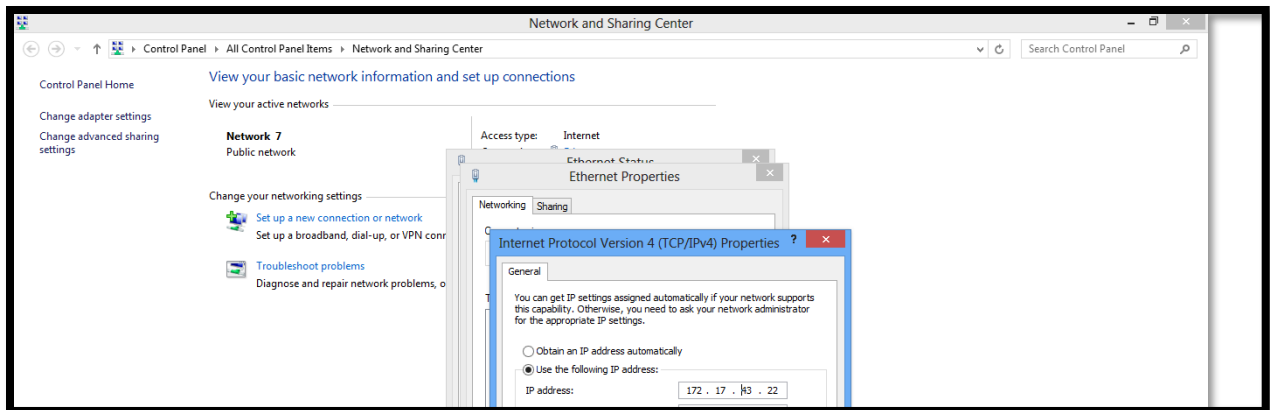 Network and Sharing Center
Control Panel ▸ All Control Panel Items ▸ Network and Sharing Center
Search Control Panel
Control Panel Home
Change adapter settings
Change advanced sharing
settings
View your basic network information and set up connections
View your active networks
Network 7
Public network
Access type: Internet
Change your networking settings
Set up a new connection or network
Set up a broadband, dial-up, or VPN conn
Troubleshoot problems
Diagnose and repair network problems, o
Ethernet Status
Ethernet Properties
Networking
Sharing
Internet Protocol Version 4 (TCP/IPv4) Properties
General
You can get IP settings assigned automatically if your network supports
this capability. Otherwise, you need to ask your network administrator
for the appropriate IP settings.
Obtain an IP address automatically
Use the following IP address:
IP address: 172 . 17 . 43 . 22